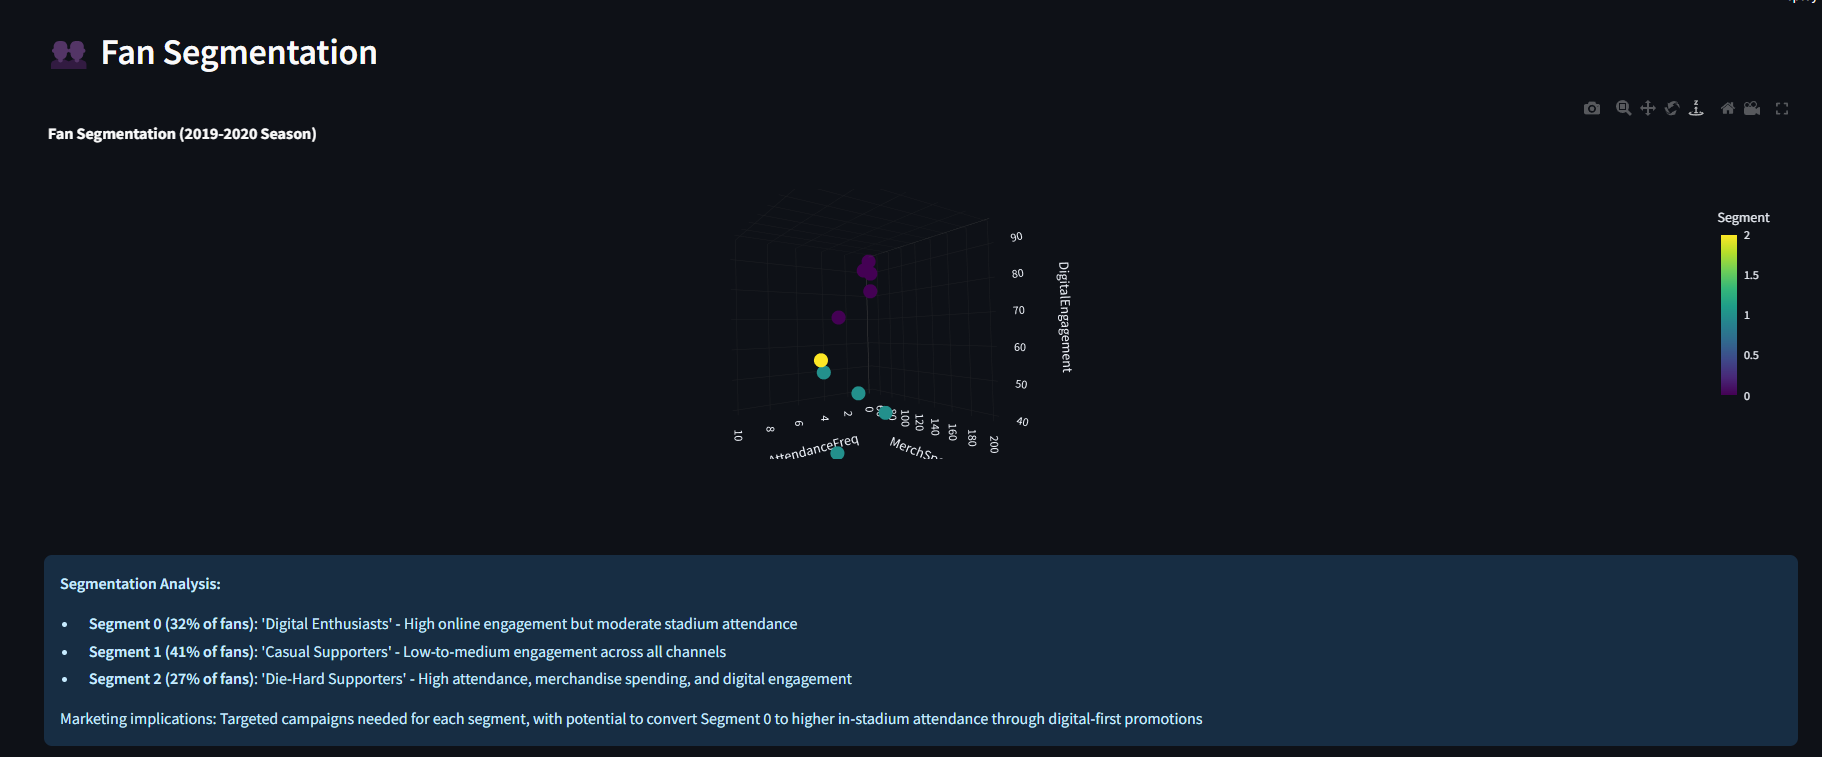 Fan Segmentation
Fan Segmentation (2019-2020 Season)
Segment
2
1.5
1
0.5
0
90
80
70
60
50
40
DigitalEngagement
10
8
6
4
2
0
80
100
120
140
160
180
200
AttendanceFreq
Segmentation Analysis:
• Segment 0 (32% of fans): 'Digital Enthusiasts' - High online engagement but moderate stadium attendance
• Segment 1 (41% of fans): 'Casual Supporters' - Low-to-medium engagement across all channels
• Segment 2 (27% of fans): 'Die-Hard Supporters' - High attendance, merchandise spending, and digital engagement
Marketing implications: Targeted campaigns needed for each segment, with potential to convert Segment 0 to higher in-stadium attendance through digital-first promotions